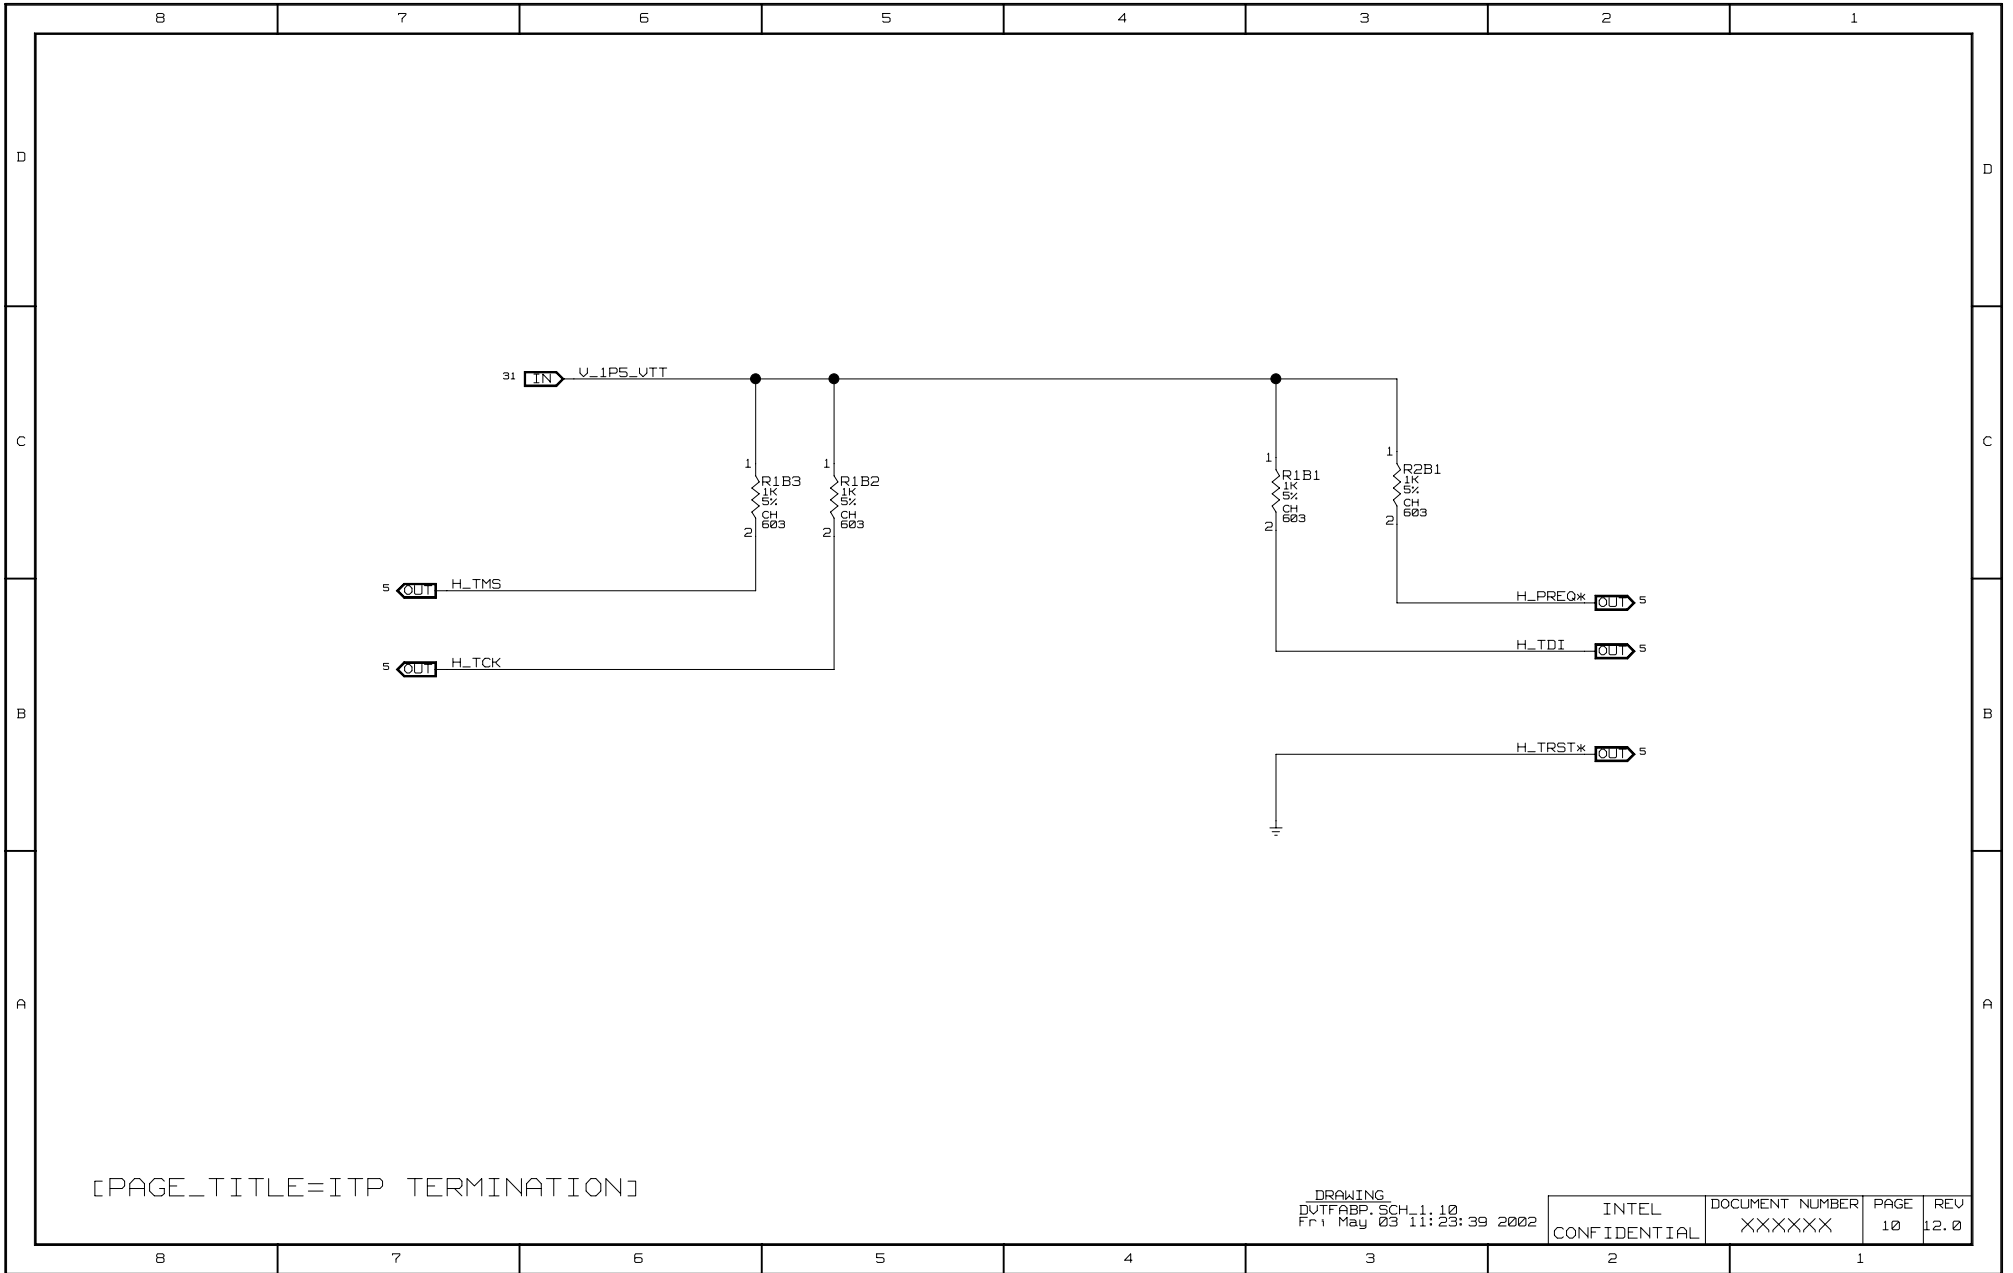 8 7 6 5 4 3 2 1
D D
31 IN V_1P5_VTT
C C
1 R1B3 1K 5% CH 603 2
1 R1B2 1K 5% CH 603 2
1 R1B1 1K 5% CH 603 2
1 R2B1 1K 5% CH 603 2
5 OUT H_TMS
H_PREQ* OUT 5
H_TDI OUT 5
5 OUT H_TCK
B B
H_TRST* OUT 5
A A
[PAGE_TITLE=ITP TERMINATION]
DRAWING
DVTFABP.SCH_1.10
Fri May 03 11:23:39 2002
INTEL
CONFIDENTIAL
DOCUMENT NUMBER
XXXXXX
PAGE
10
REV
12.0
8 7 6 5 4 3 2 1